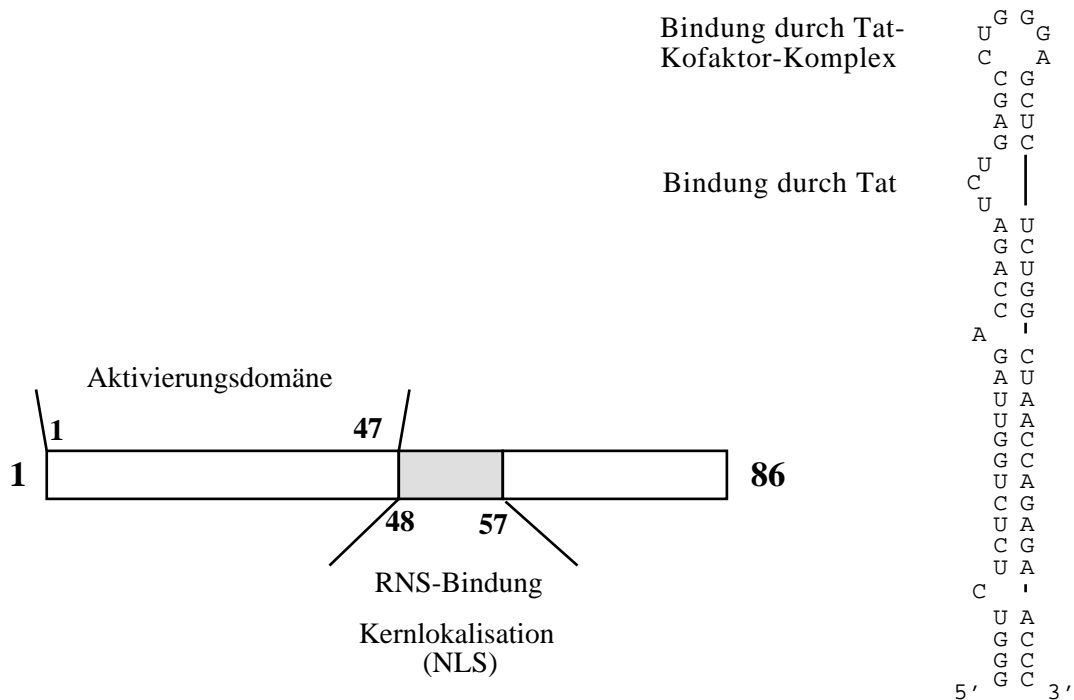 Bindung durch Tat-
Kofaktor-Komplex
Bindung durch Tat
Aktivierungsdomäne
1
47
1
86
48
57
RNS-Bindung
Kernlokalisation
(NLS)
G G
U G
C A
C G
G C
A U
G C
U
C
U
A U
G C
A U
C G
C G
A
G C
A U
U A
U A
G C
G C
U A
C G
U A
C G
U A
C
U A
G C
G C
G C
5′ 3′